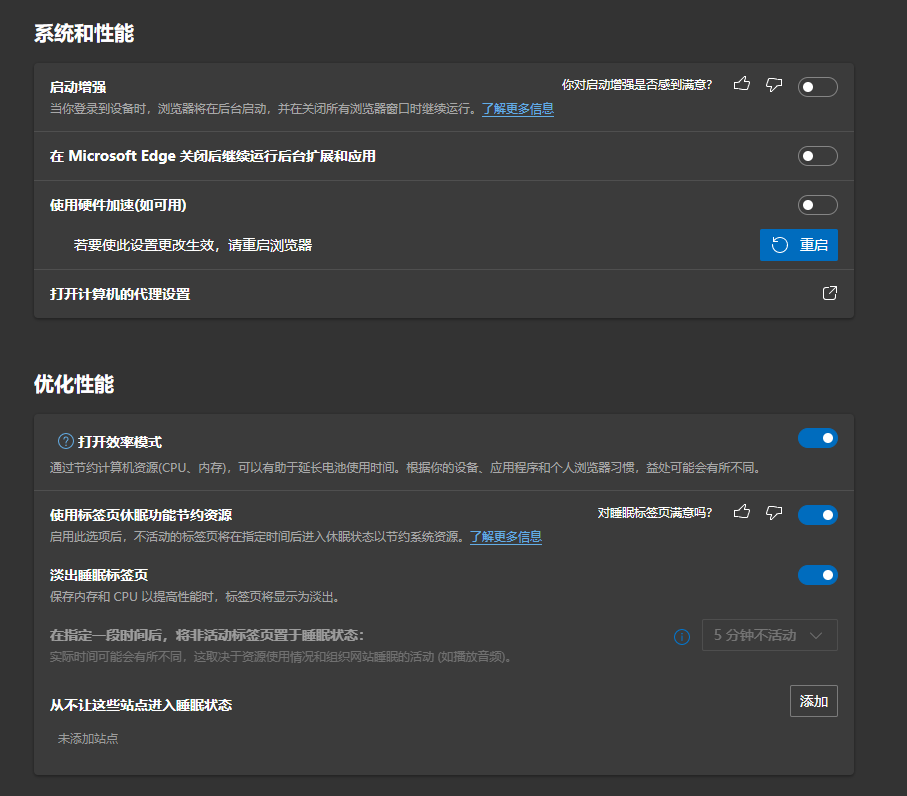 系统和性能
启动增强
你对启动增强是否感到满意?
当你登录到设备时，浏览器将在后台启动，并在关闭所有浏览器窗口时继续运行。了解更多信息
在 Microsoft Edge 关闭后继续运行后台扩展和应用
使用硬件加速(如可用)
若要使此设置更改生效，请重启浏览器
重启
打开计算机的代理设置
优化性能
打开效率模式
通过节约计算机资源(CPU、内存)，可以有助于延长电池使用时间。根据你的设备、应用程序和个人浏览器习惯，益处可能会有所不同。
使用标签页休眠功能节约资源
对睡眠标签页满意吗?
启用此选项后，不活动的标签页将在指定时间后进入休眠状态以节约系统资源。了解更多信息
淡出睡眠标签页
保存内存和 CPU 以提高性能时，标签页将显示为淡出。
在指定一段时间后，将非活动标签页置于睡眠状态:
5 分钟不活动
实际时间可能会有所不同，这取决于资源使用情况和组织网站睡眠的活动 (如播放音频)。
从不让这些站点进入睡眠状态
添加
未添加站点